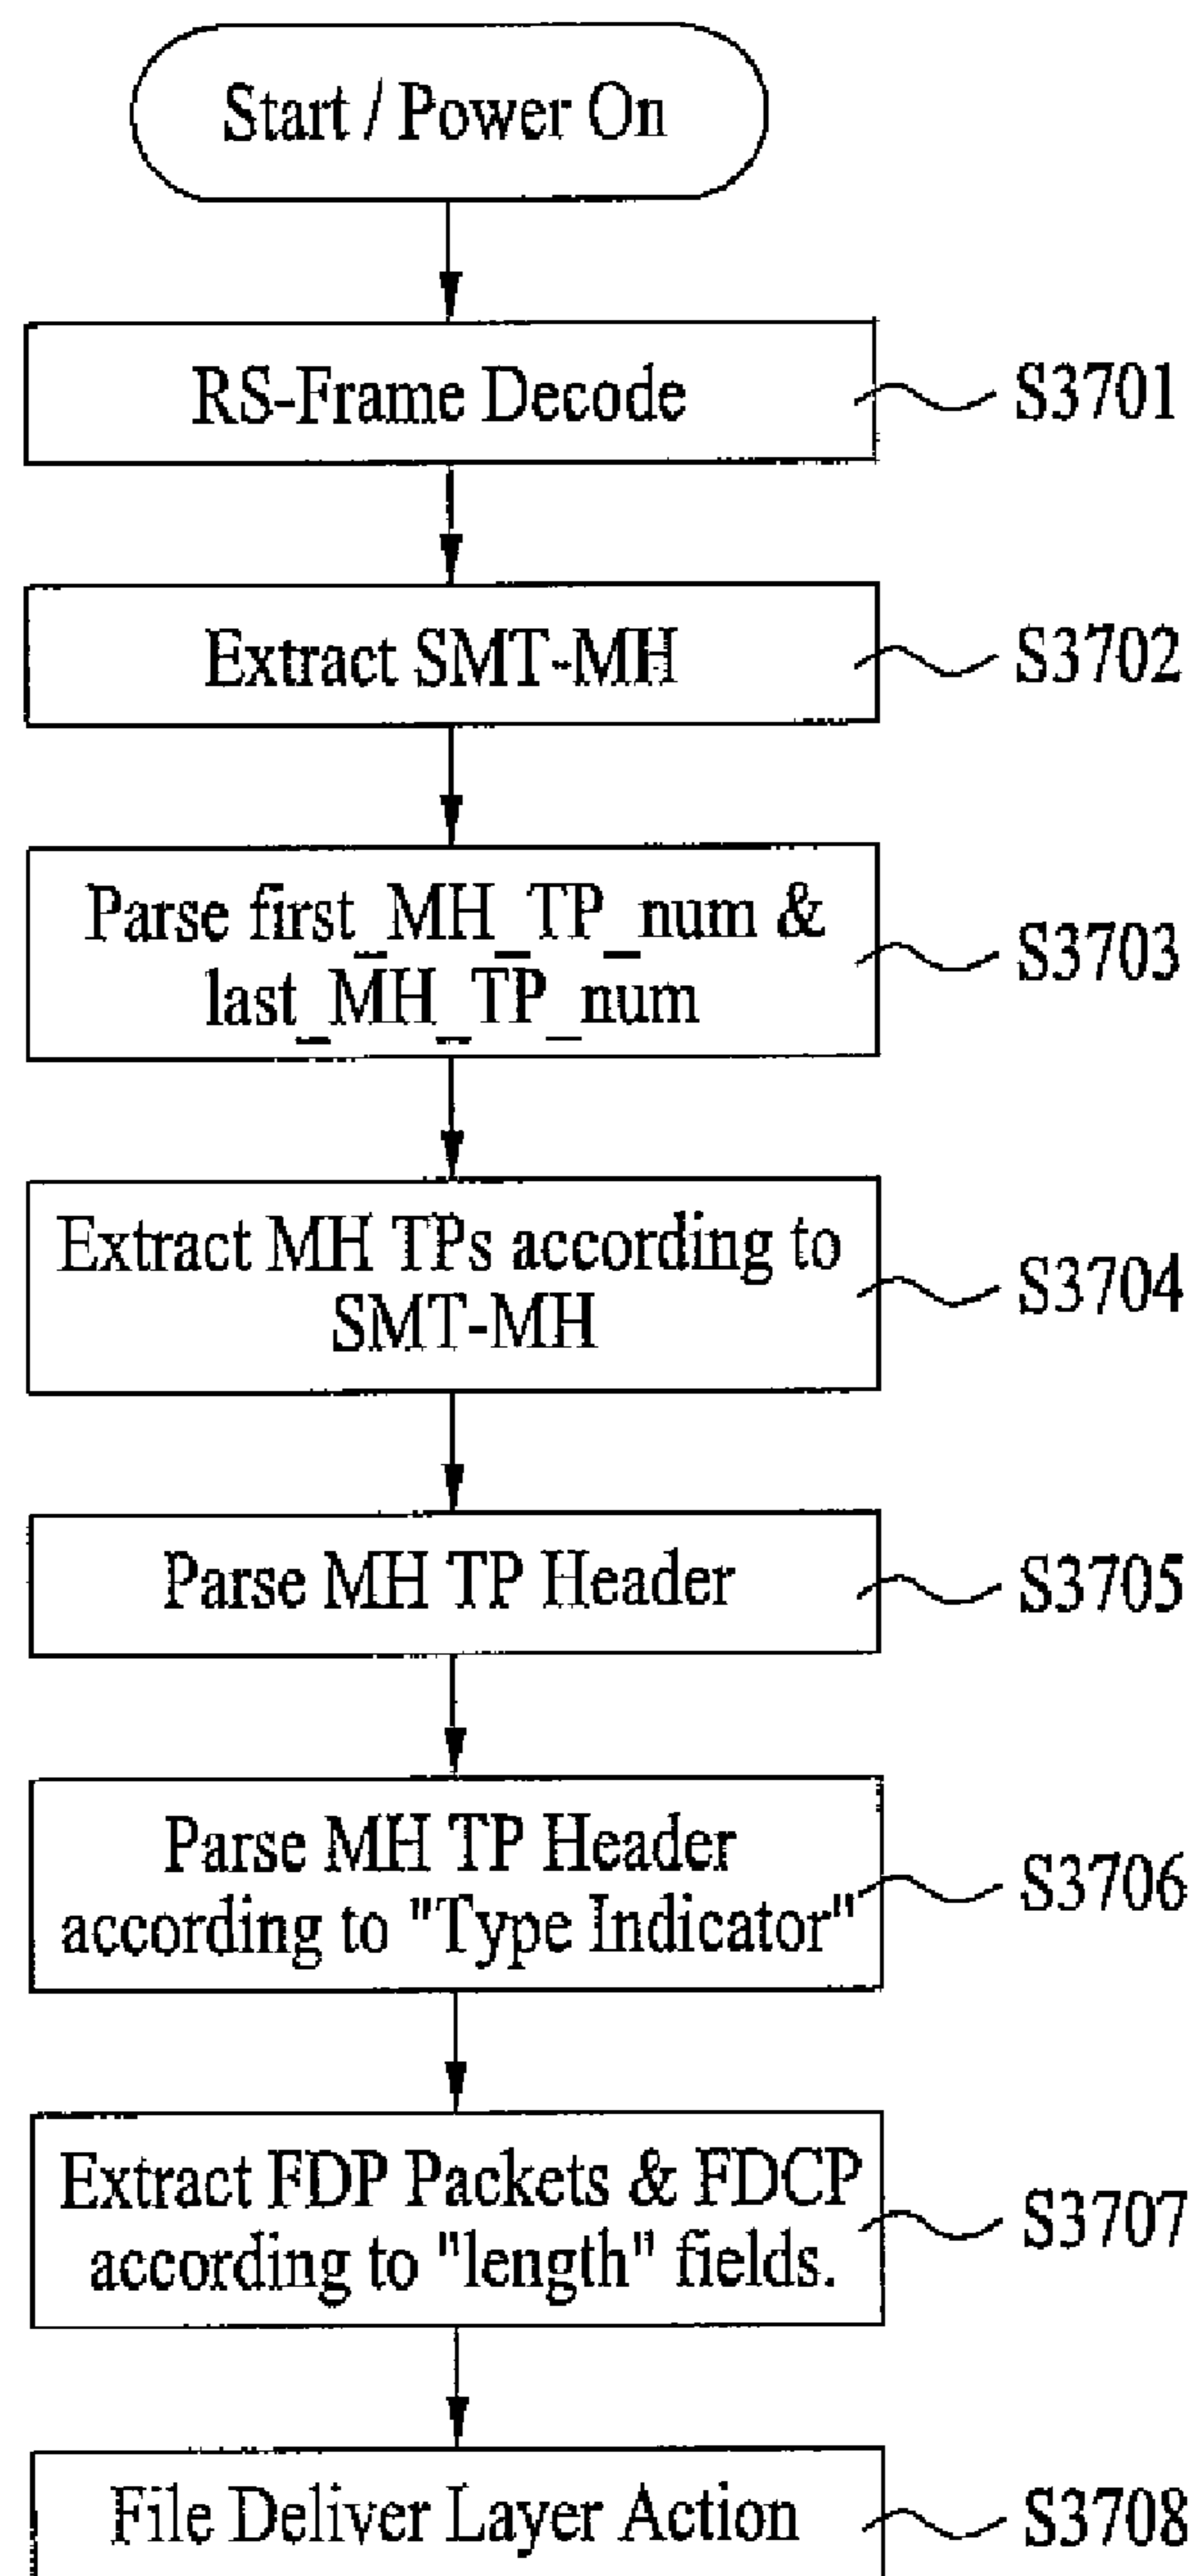 Start / Power On
RS-Frame Decode
S3701
Extract SMT-MH
S3702
Parse first_MH_TP_num &
last_MH_TP_num
S3703
Extract MH TPs according to
SMT-MH
S3704
Parse MH TP Header
S3705
Parse MH TP Header
according to "Type Indicator"
S3706
Extract FDP Packets & FDCP
according to "length" fields.
S3707
File Deliver Layer Action
S3708